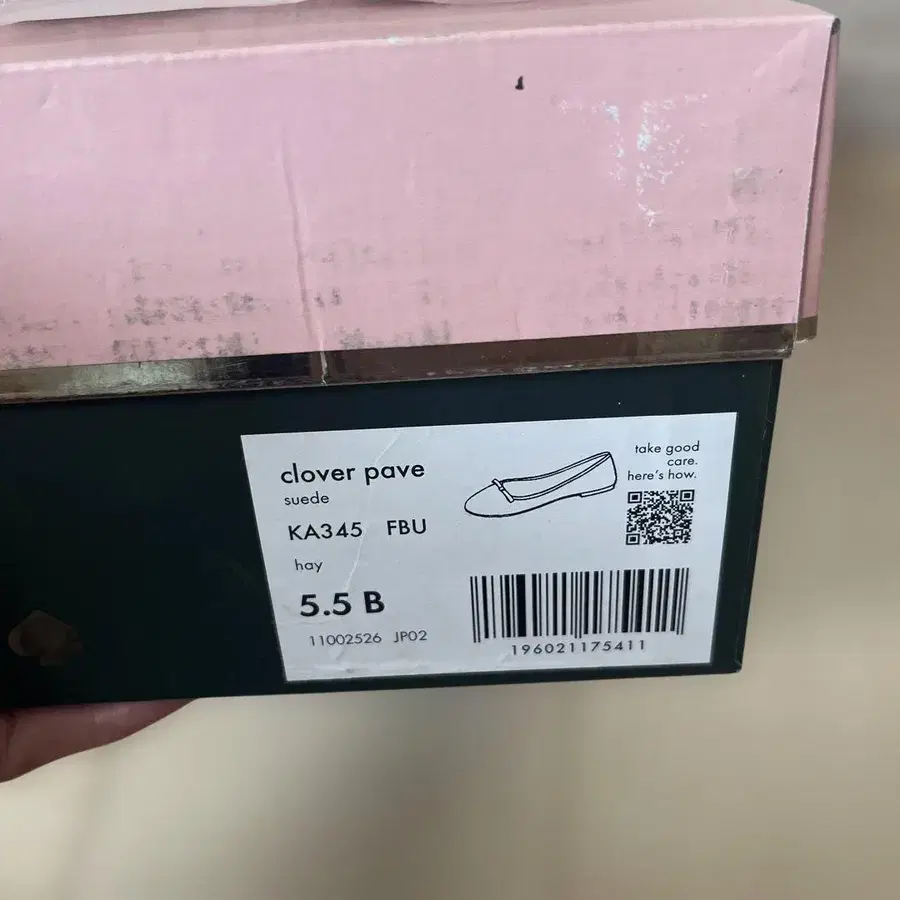 clover pave
suede
KA345 FBU
hay
5.5 B
11002526 JP02
take good
care.
here's how.
196021175411